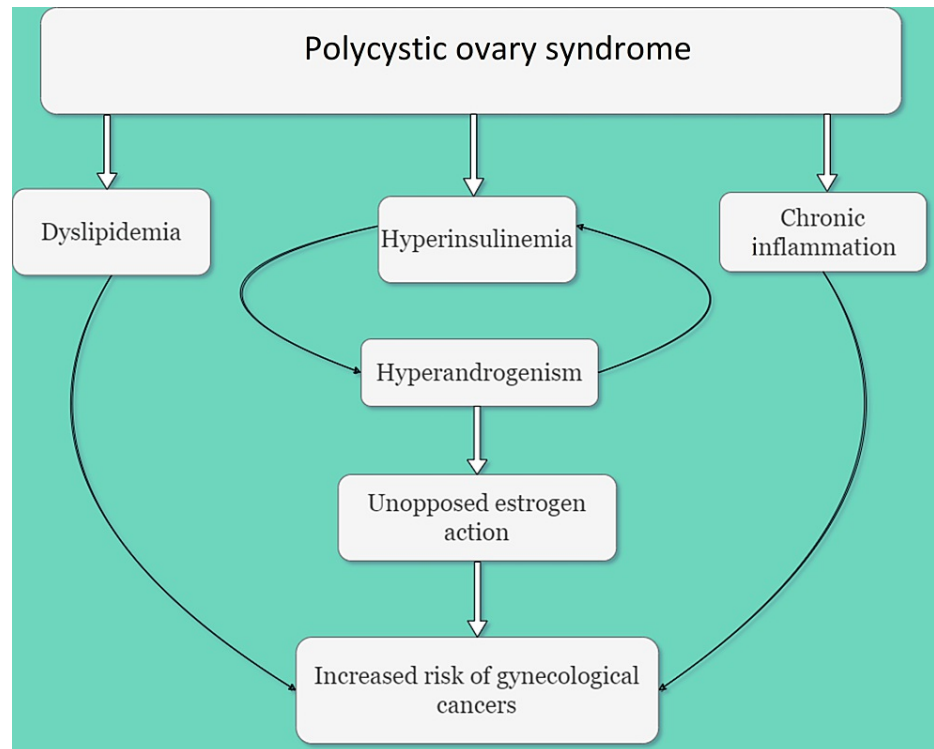 Polycystic ovary syndrome
Dyslipidemia
Hyperinsulinemia
Chronic
inflammation
Hyperandrogenism
Unopposed estrogen
action
Increased risk of gynecological
cancers